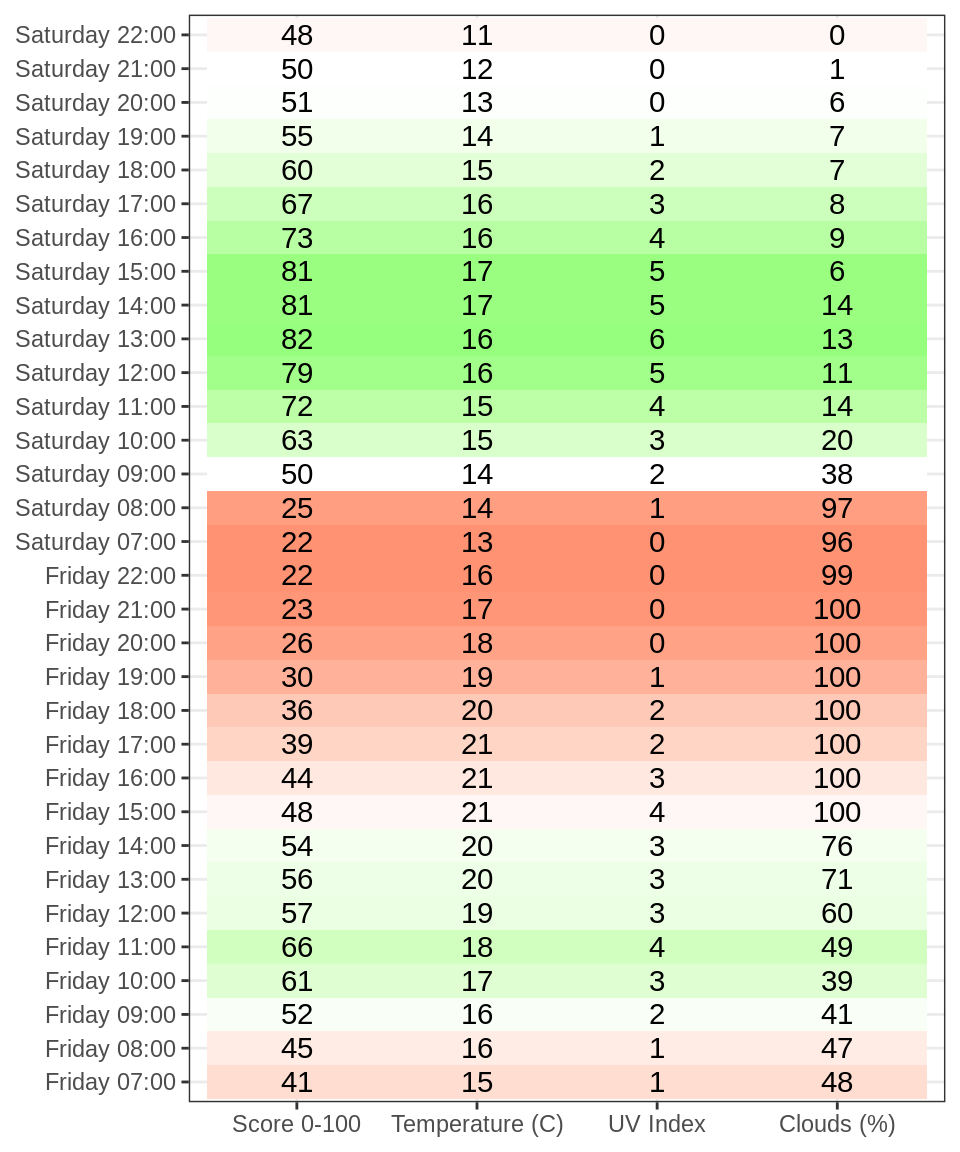 Saturday 22:00 48 11 0 0
Saturday 21:00 50 12 0 1
Saturday 20:00 51 13 0 6
Saturday 19:00 55 14 1 7
Saturday 18:00 60 15 2 7
Saturday 17:00 67 16 3 8
Saturday 16:00 73 16 4 9
Saturday 15:00 81 17 5 6
Saturday 14:00 81 17 5 14
Saturday 13:00 82 16 6 13
Saturday 12:00 79 16 5 11
Saturday 11:00 72 15 4 14
Saturday 10:00 63 15 3 20
Saturday 09:00 50 14 2 38
Saturday 08:00 25 14 1 97
Saturday 07:00 22 13 0 96
Friday 22:00 22 16 0 99
Friday 21:00 23 17 0 100
Friday 20:00 26 18 0 100
Friday 19:00 30 19 1 100
Friday 18:00 36 20 2 100
Friday 17:00 39 21 2 100
Friday 16:00 44 21 3 100
Friday 15:00 48 21 4 100
Friday 14:00 54 20 3 76
Friday 13:00 56 20 3 71
Friday 12:00 57 19 3 60
Friday 11:00 66 18 4 49
Friday 10:00 61 17 3 39
Friday 09:00 52 16 2 41
Friday 08:00 45 16 1 47
Friday 07:00 41 15 1 48
Score 0-100 Temperature (C) UV Index Clouds (%)